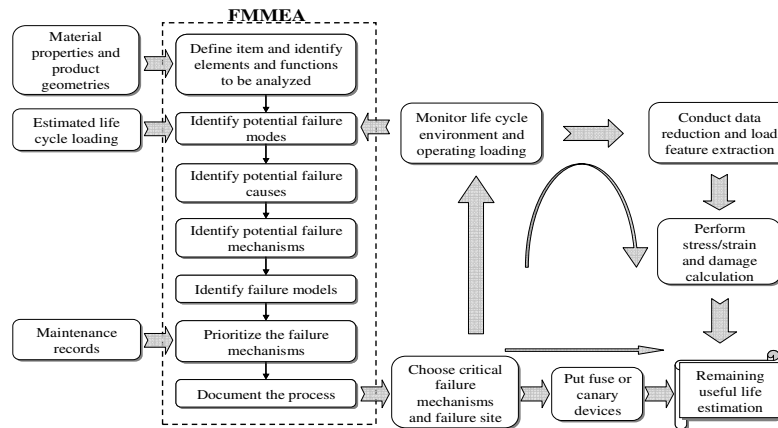 FMMEA
Material
properties and
product
geometries
Define item and identify
elements and functions
to be analyzed
Estimated life
cycle loading
Identify potential failure
modes
Identify potential failure
causes
Identify potential failure
mechanisms
Identify failure models
Maintenance
records
Prioritize the failure
mechanisms
Document the process
Monitor life cycle
environment and
operating loading
Conduct data
reduction and load
feature extraction
Perform
stress/strain
and damage
calculation
Choose critical
failure
mechanisms
and failure site
Put fuse or
canary
devices
Remaining
useful life
estimation